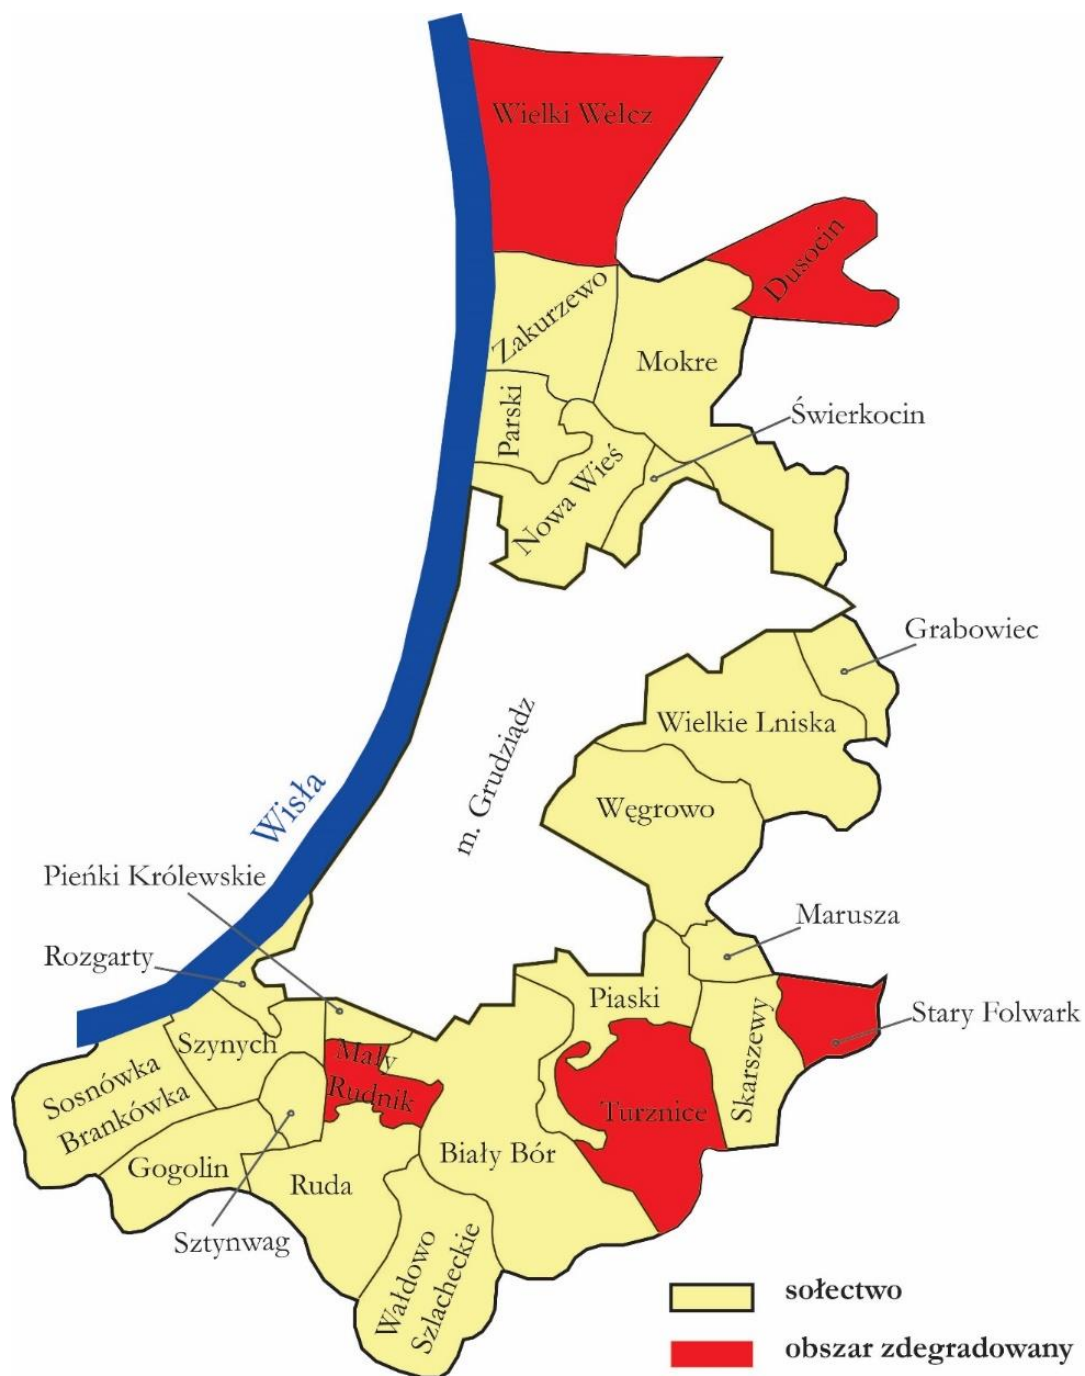 Wielki Wełcz
Dusocin
Zakurzewo
Mokre
Parski
Świerkocin
Nowa Wieś
Grabowiec
Wielkie Lniska
m. Grudziądz
Węgrowo
Wisła
Pieńki Królewskie
Marusza
Rozgarty
Piaski
Stary Folwark
Szynych
Mały
Rudnik
Skarszewy
Sosnówka
Brankówka
Turznice
Biały Bór
Gogolin
Ruda
Sztynwag
Wałdowo
Szlacheckie
sołectwo
obszar zdegradowany